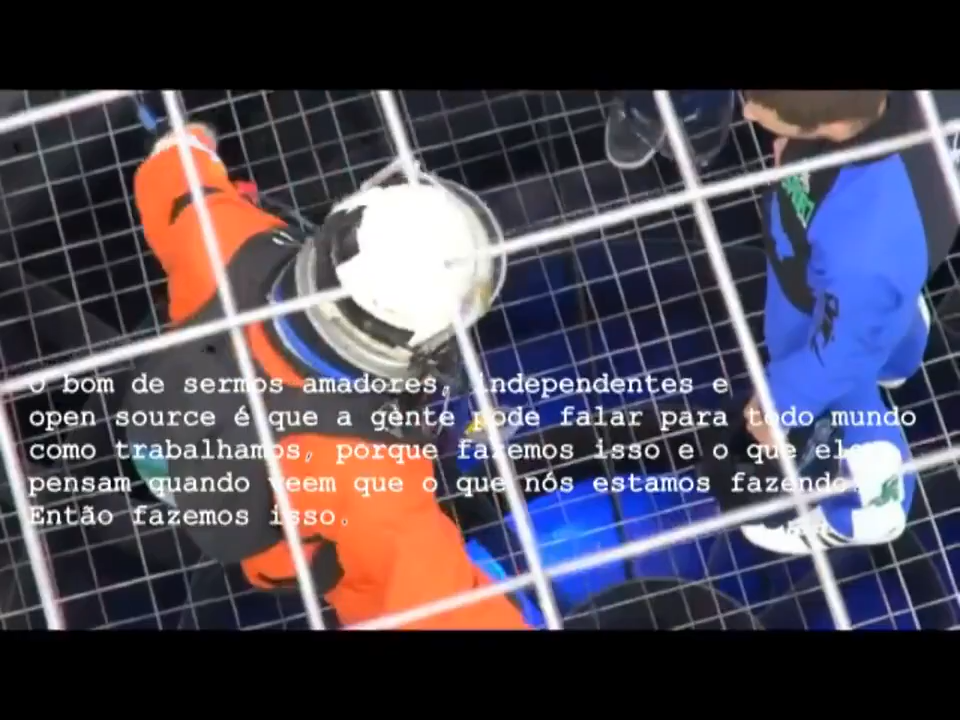 O bom de sermos amadores, independentes e
open source é que a gente pode falar para todo mundo
como trabalhamos, porque fazemos isso e o que eles
pensam quando veem que o que nós estamos fazendo.
Então fazemos isso.